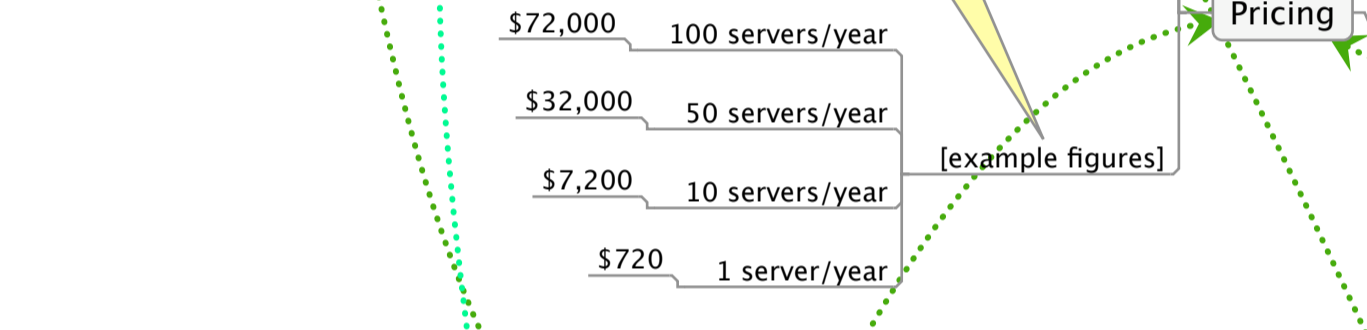 Pricing
$72,000 100 servers/year
$32,000 50 servers/year
[example figures]
$7,200 10 servers/year
$720 1 server/year